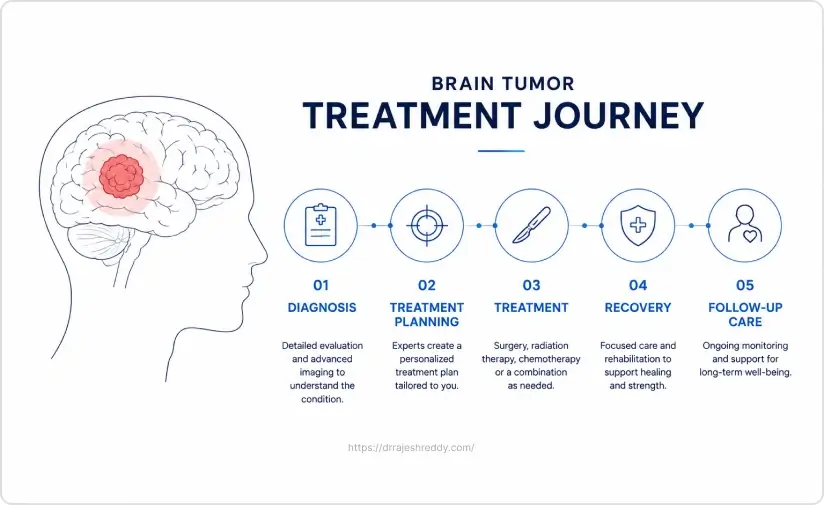 BRAIN TUMOR
TREATMENT JOURNEY
01
DIAGNOSIS
Detailed evaluation
and advanced
imaging to
understand the
condition.
02
TREATMENT
PLANNING
Experts create a
personalized
treatment plan
tailored to you.
03
TREATMENT
Surgery, radiation
therapy, chemotherapy
or a combination
as needed.
04
RECOVERY
Focused care and
rehabilitation to
support healing
and strength.
05
FOLLOW-UP
CARE
Ongoing monitoring
and support for
long-term well-being.
https://drrajeshreddy.com/